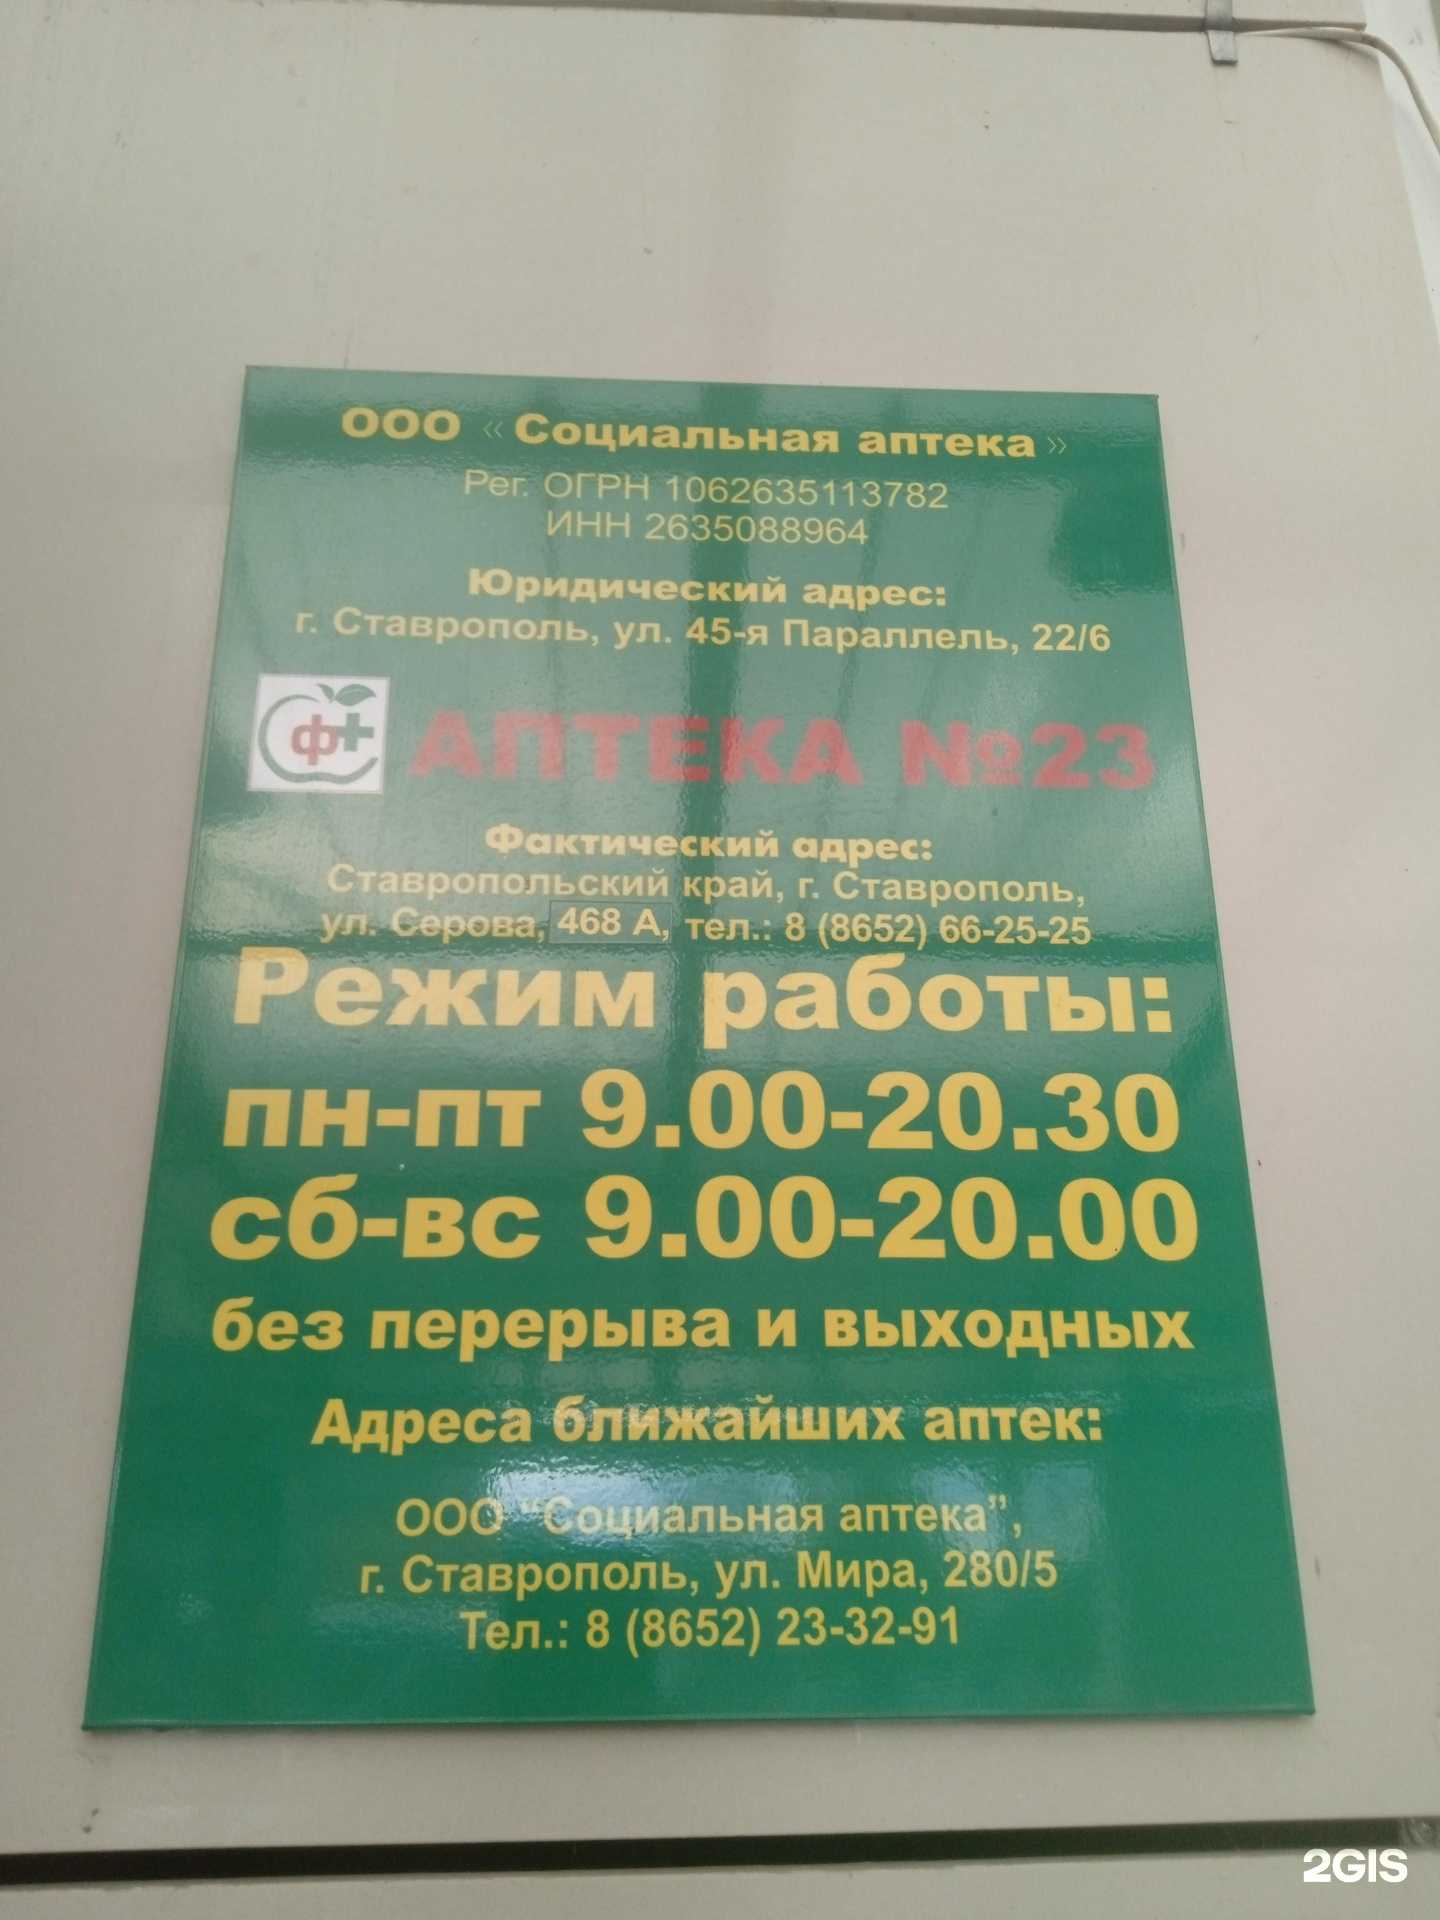 ООО «Социальная аптека»
Рег. ОГРН 1062635113782
ИНН 2635088964
Юридический адрес:
г. Ставрополь, ул. 45-я Параллель, 22/6
ф+ АПТЕКА №23
Фактический адрес:
Ставропольский край, г. Ставрополь,
ул. Серова, 468 А, тел.: 8 (8652) 66-25-25
Режим работы:
пн-пт 9.00-20.30
сб-вс 9.00-20.00
без перерыва и выходных
Адреса ближайших аптек:
ООО “Социальная аптека”,
г. Ставрополь, ул. Мира, 280/5
Тел.: 8 (8652) 23-32-91
2GIS